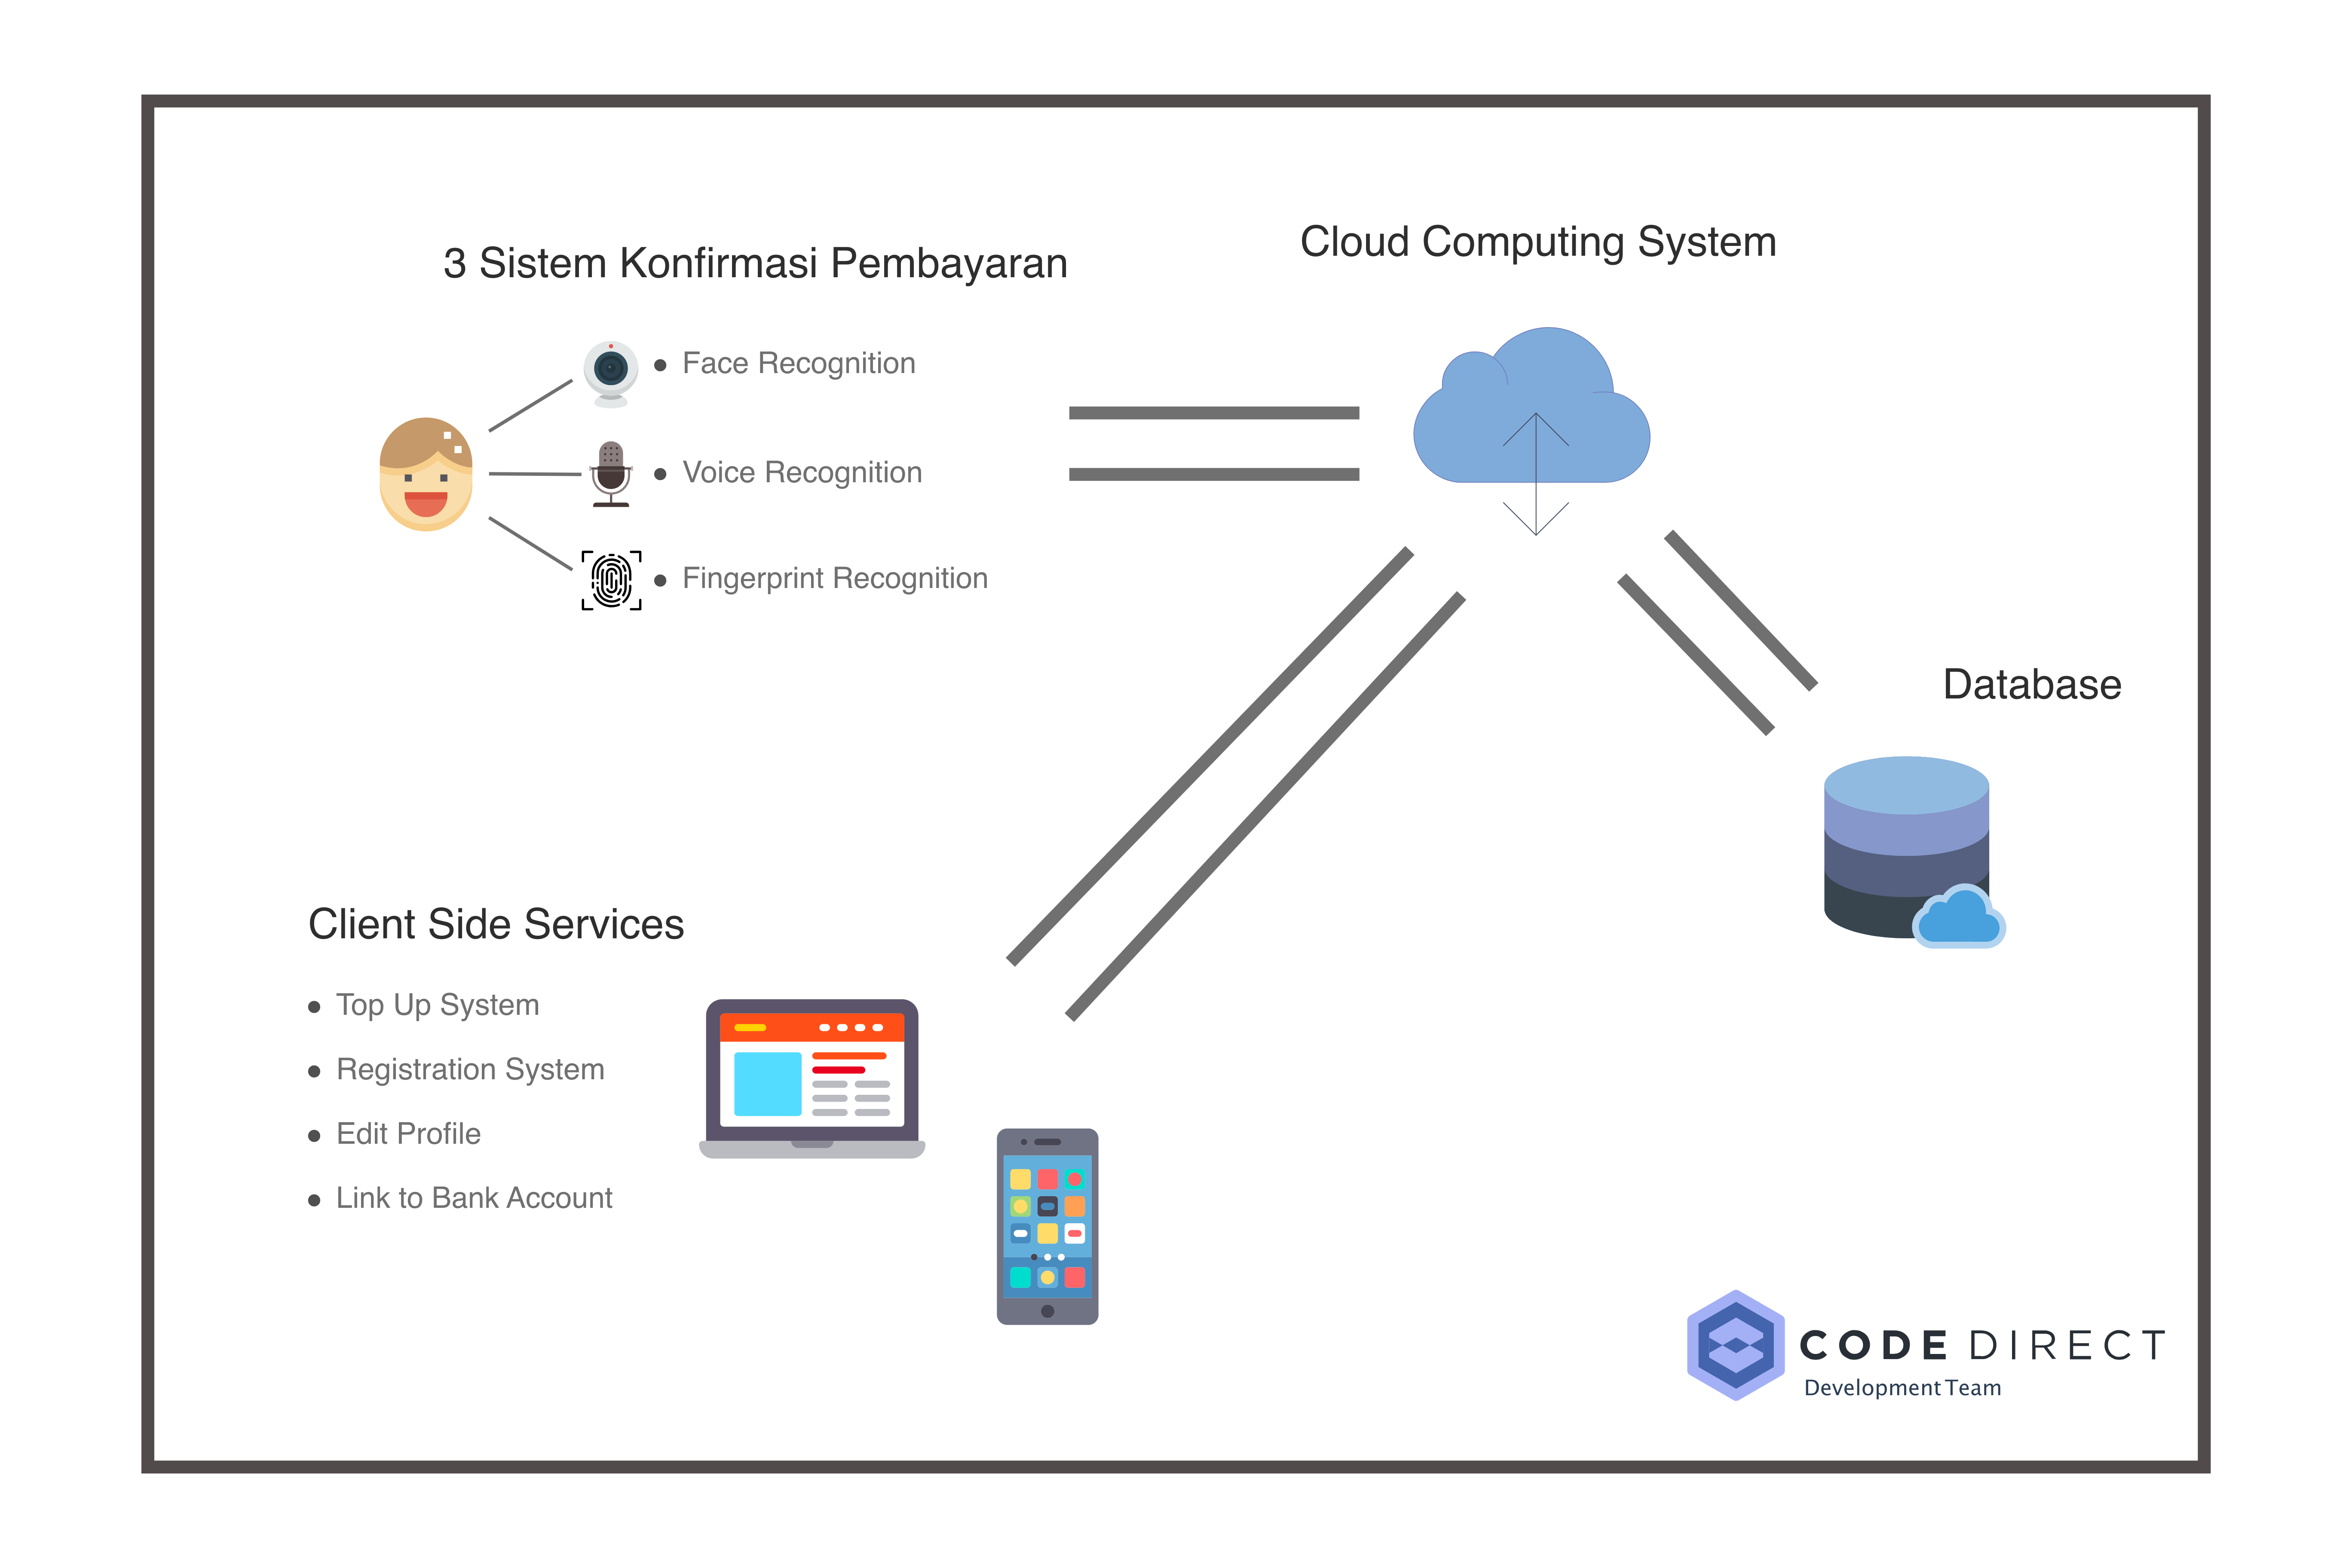 3 Sistem Konfirmasi Pembayaran
Face Recognition
Voice Recognition
Fingerprint Recognition
Cloud Computing System
Database
Client Side Services
Top Up System
Registration System
Edit Profile
Link to Bank Account
CODE DIRECT
Development Team